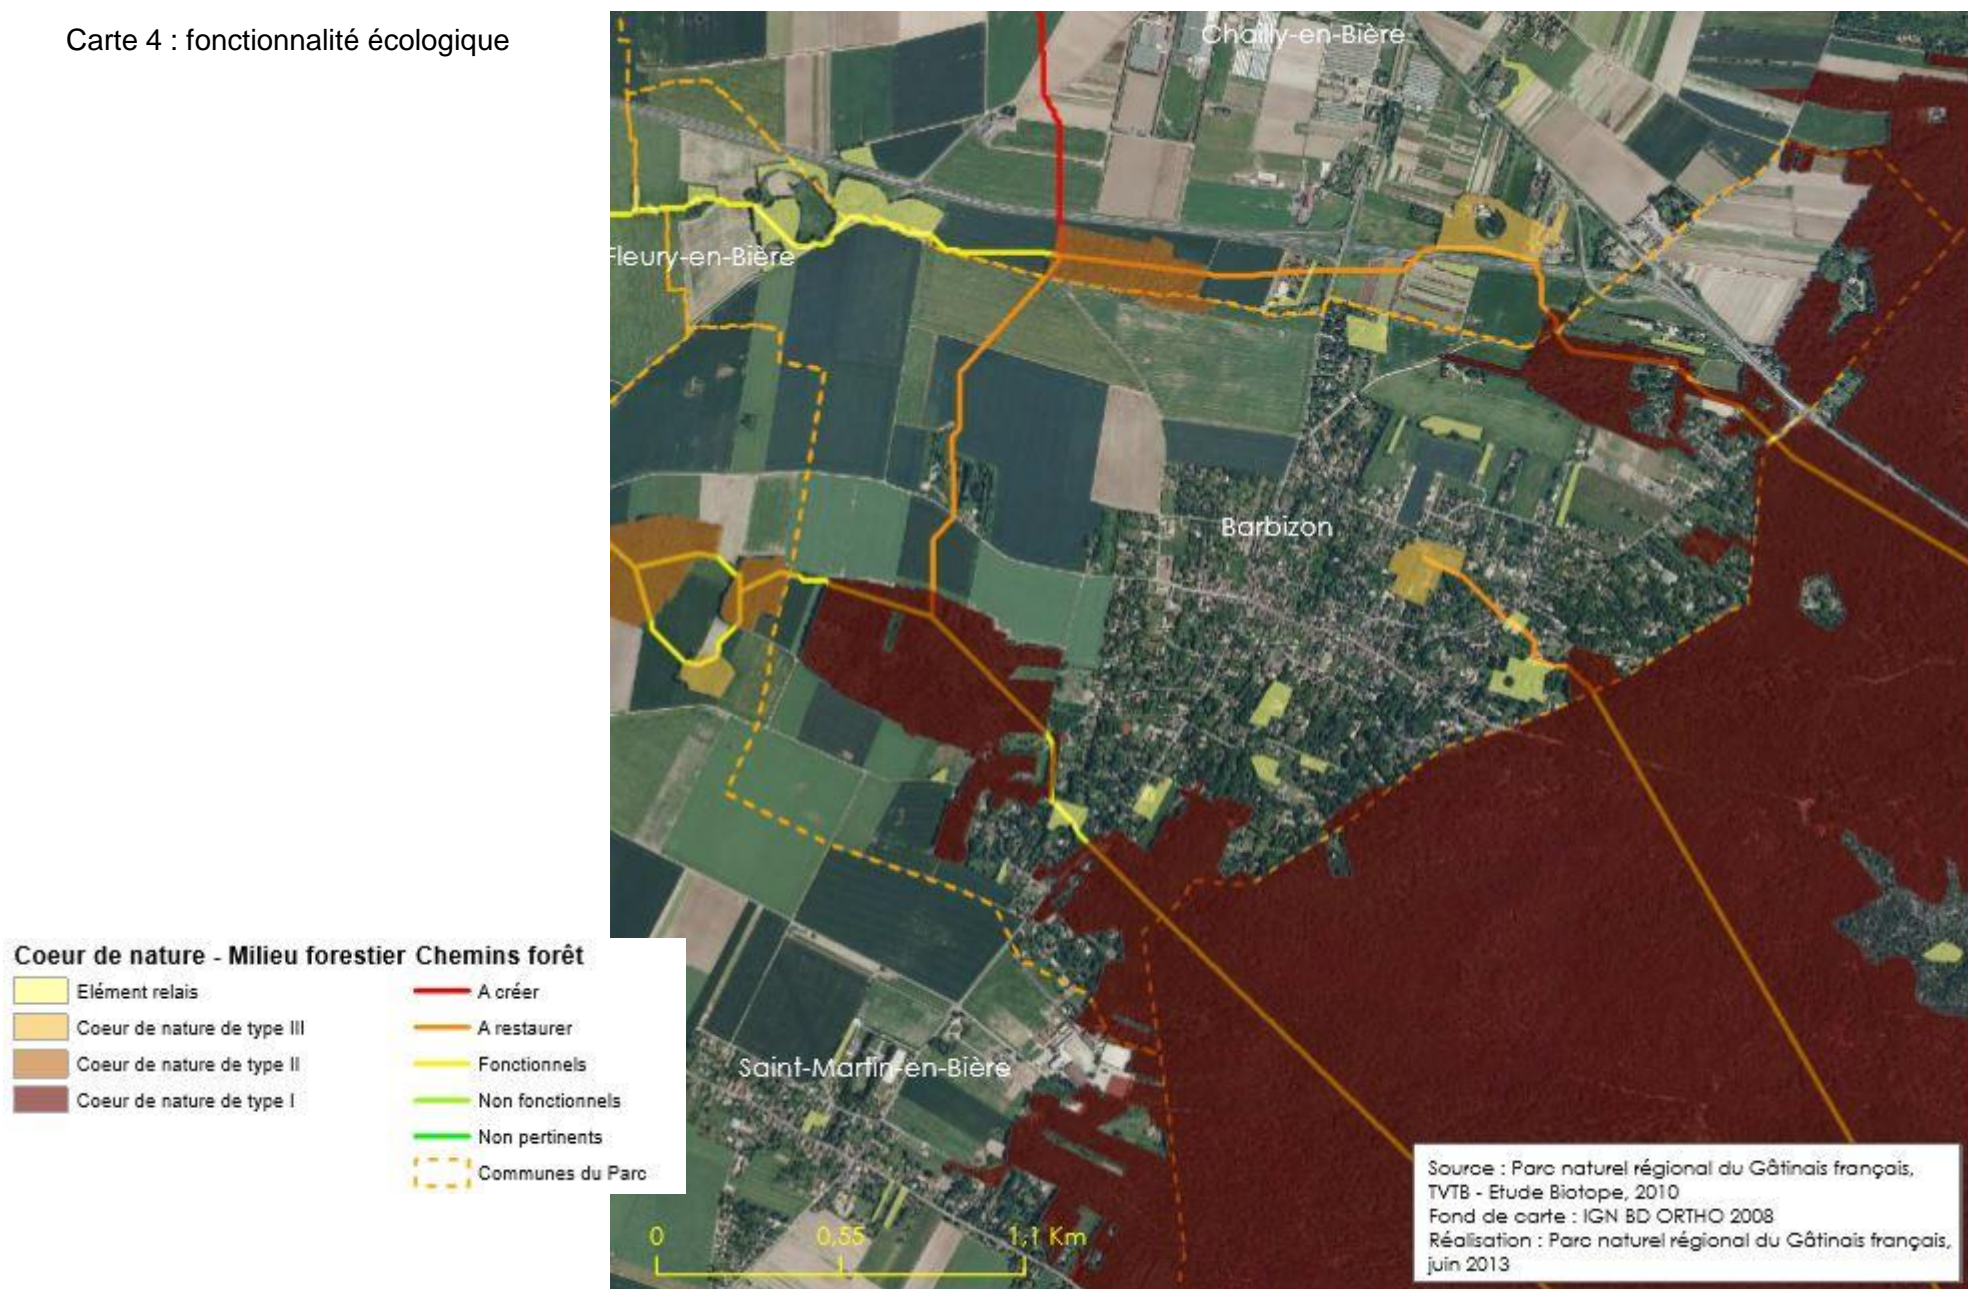 Carte 4 : fonctionnalité écologique
Chailly-en-Bière
Fleury-en-Bière
Barbizon
Saint-Martin-en-Bière
Coeur de nature - Milieu forestier
Elément relais
Coeur de nature de type III
Coeur de nature de type II
Coeur de nature de type I
Chemins forêt
A créer
A restaurer
Fonctionnels
Non fonctionnels
Non pertinents
Communes du Parc
0 0,55 1,1 Km
Source : Parc naturel régional du Gâtinais français,
TVTB - Etude Biotope, 2010
Fond de carte : IGN BD ORTHO 2008
Réalisation : Parc naturel régional du Gâtinais français,
juin 2013